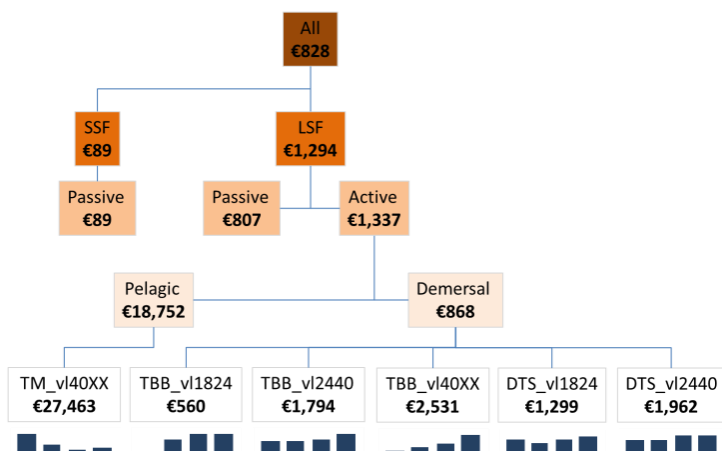 All
€828
SSF
€89
LSF
€1,294
Passive
€89
Passive
€807
Active
€1,337
Pelagic
€18,752
Demersal
€868
TM_vl40XX
€27,463
TBB_vl1824
€560
TBB_vl2440
€1,794
TBB_vl40XX
€2,531
DTS_vl1824
€1,299
DTS_vl2440
€1,962